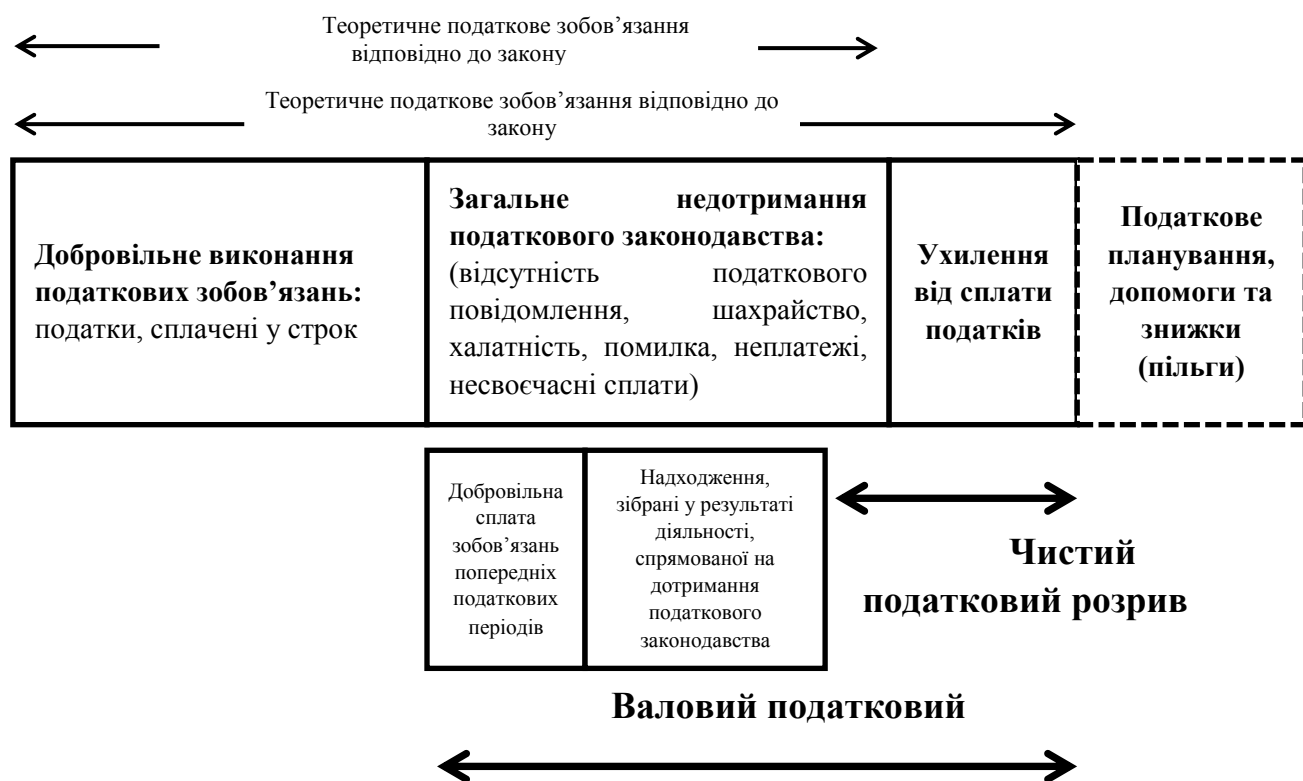 Теоретичне податкове зобов’язання
відповідно до закону
Теоретичне податкове зобов’язання відповідно до
закону
Добровільне виконання
податкових зобов’язань:
податки, сплачені у строк
Загальне недотримання
податкового законодавства:
(відсутність податкового
повідомлення, шахрайство,
халатність, помилка, неплатежі,
несвоєчасні сплати)
Ухилення
від сплати
податків
Податкове
планування,
допомоги та
знижки
(пільги)
Добровільна
сплата
зобов’язань
попередніх
податкових
періодів
Надходження,
зібрані у результаті
діяльності,
спрямованої на
дотримання
податкового
законодавства
Чистий
податковий розрив
Валовий податковий